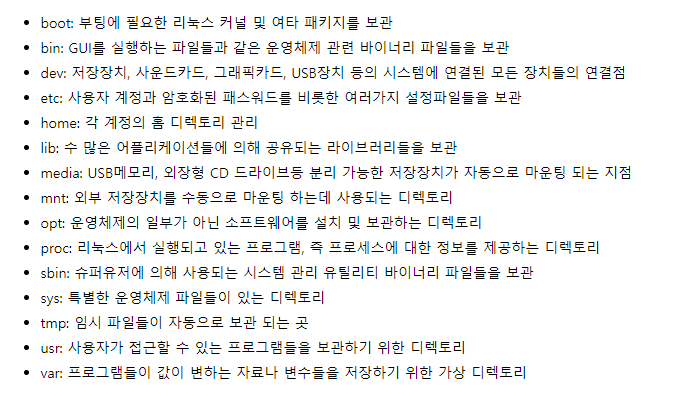 boot: 부팅에 필요한 리눅스 커널 및 여타 패키지를 보관
bin: GUI를 실행하는 파일들과 같은 운영체제 관련 바이너리 파일들을 보관
dev: 저장장치, 사운드카드, 그래픽카드, USB장치 등의 시스템에 연결된 모든 장치들의 연결점
etc: 사용자 계정과 암호화된 패스워드를 비롯한 여러가지 설정파일들을 보관
home: 각 계정의 홈 디렉토리 관리
lib: 수 많은 어플리케이션들에 의해 공유되는 라이브러리들을 보관
media: USB메모리, 외장형 CD 드라이브등 분리 가능한 저장장치가 자동으로 마운팅 되는 지점
mnt: 외부 저장장치를 수동으로 마운팅 하는데 사용되는 디렉토리
opt: 운영체제의 일부가 아닌 소프트웨어를 설치 및 보관하는 디렉토리
proc: 리눅스에서 실행되고 있는 프로그램, 즉 프로세스에 대한 정보를 제공하는 디렉토리
sbin: 슈퍼유저에 의해 사용되는 시스템 관리 유틸리티 바이너리 파일들을 보관
sys: 특별한 운영체제 파일들이 있는 디렉토리
tmp: 임시 파일들이 자동으로 보관 되는 곳
usr: 사용자가 접근할 수 있는 프로그램들을 보관하기 위한 디렉토리
var: 프로그램들이 값이 변하는 자료나 변수들을 저장하기 위한 가상 디렉토리